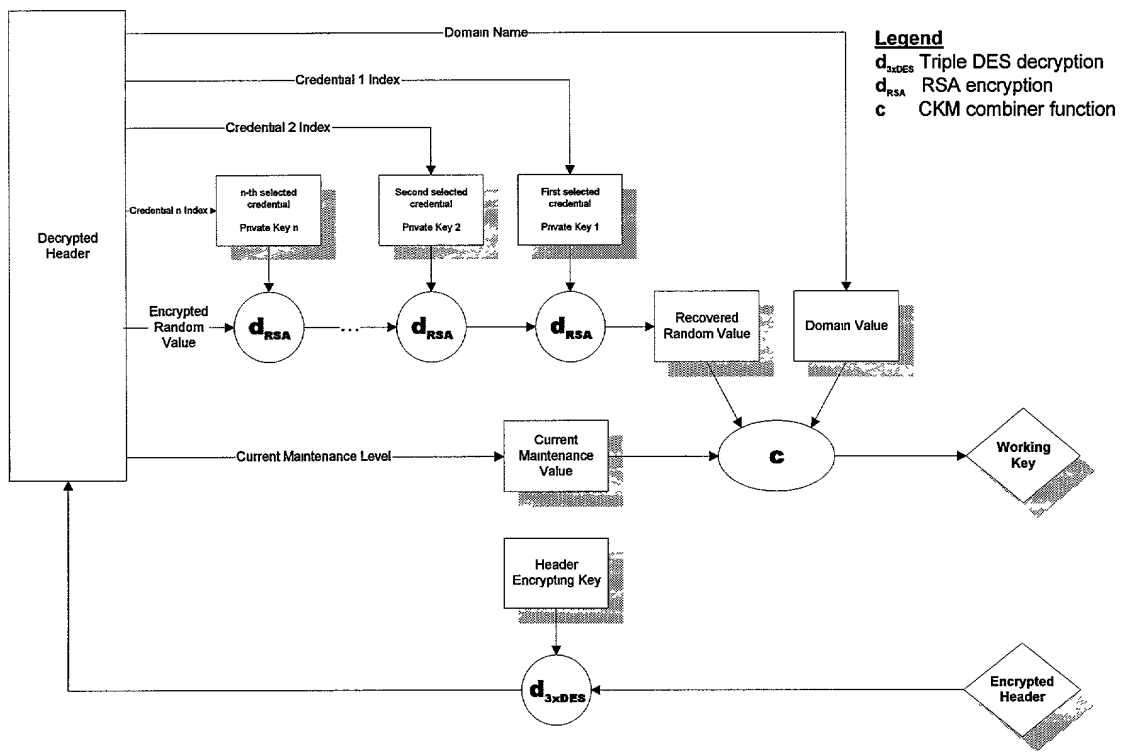 Domain Name
Legend
d3xDES Triple DES decryption
dRSA RSA encryption
c CKM combiner function
Credential 1 Index
Credential 2 Index
Credential n Index
n-th selected
credential
Private Key n
Second selected
credential
Private Key 2
First selected
credential
Private Key 1
Decrypted
Header
Encrypted
Random
Value
dRSA
...
dRSA
dRSA
Recovered
Random Value
Domain Value
Current Maintenance Level
Current
Maintenance
Value
c
Working
Key
Header
Encrypting Key
d3xDES
Encrypted
Header